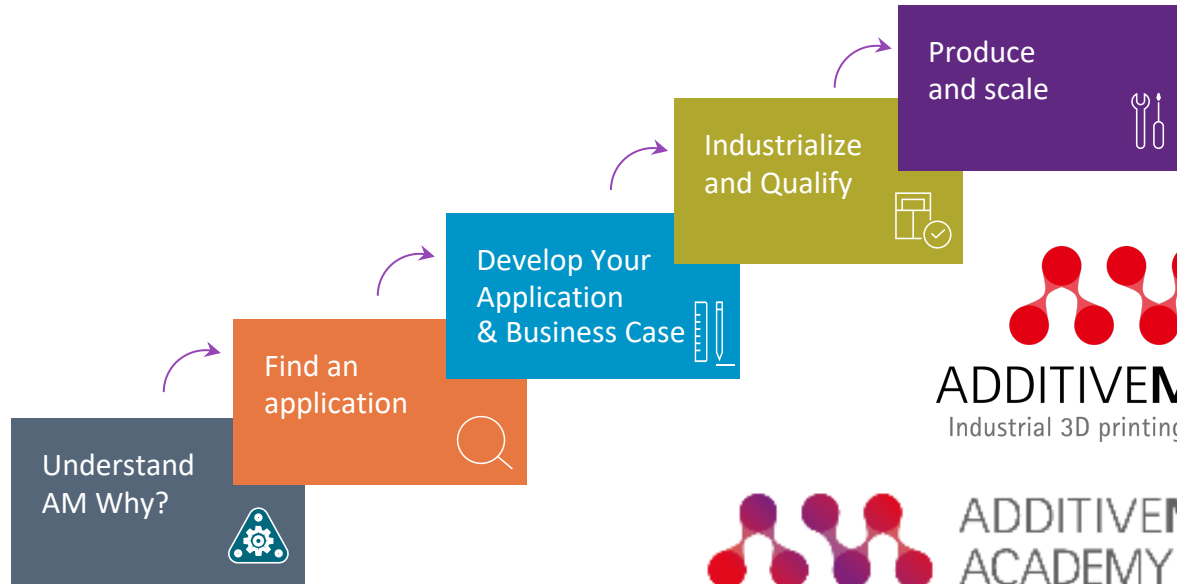 Produce
and scale
Industrialize
and Qualify
Develop Your
Application
& Business Case
Find an
application
Understand
AM Why?
ADDITIVEM
Industrial 3D printing
ADDITIVE
ACADEMY